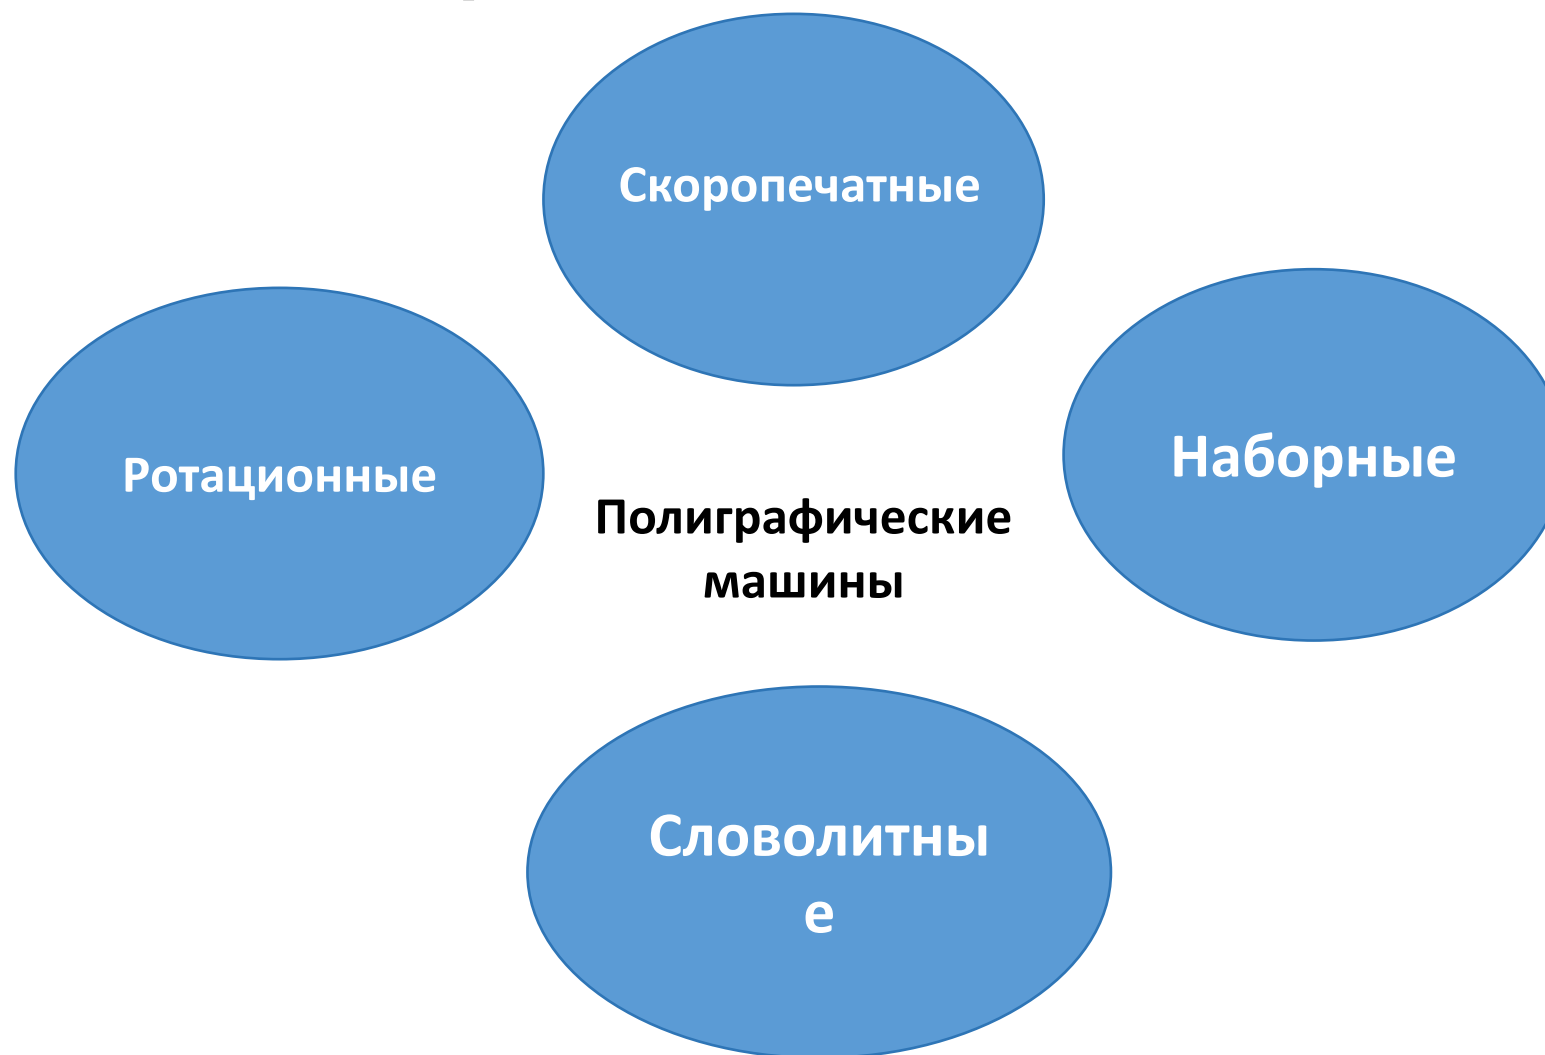 Скоропечатные
Наборные
Ротационные
Полиграфические
машины
Словолитны
е